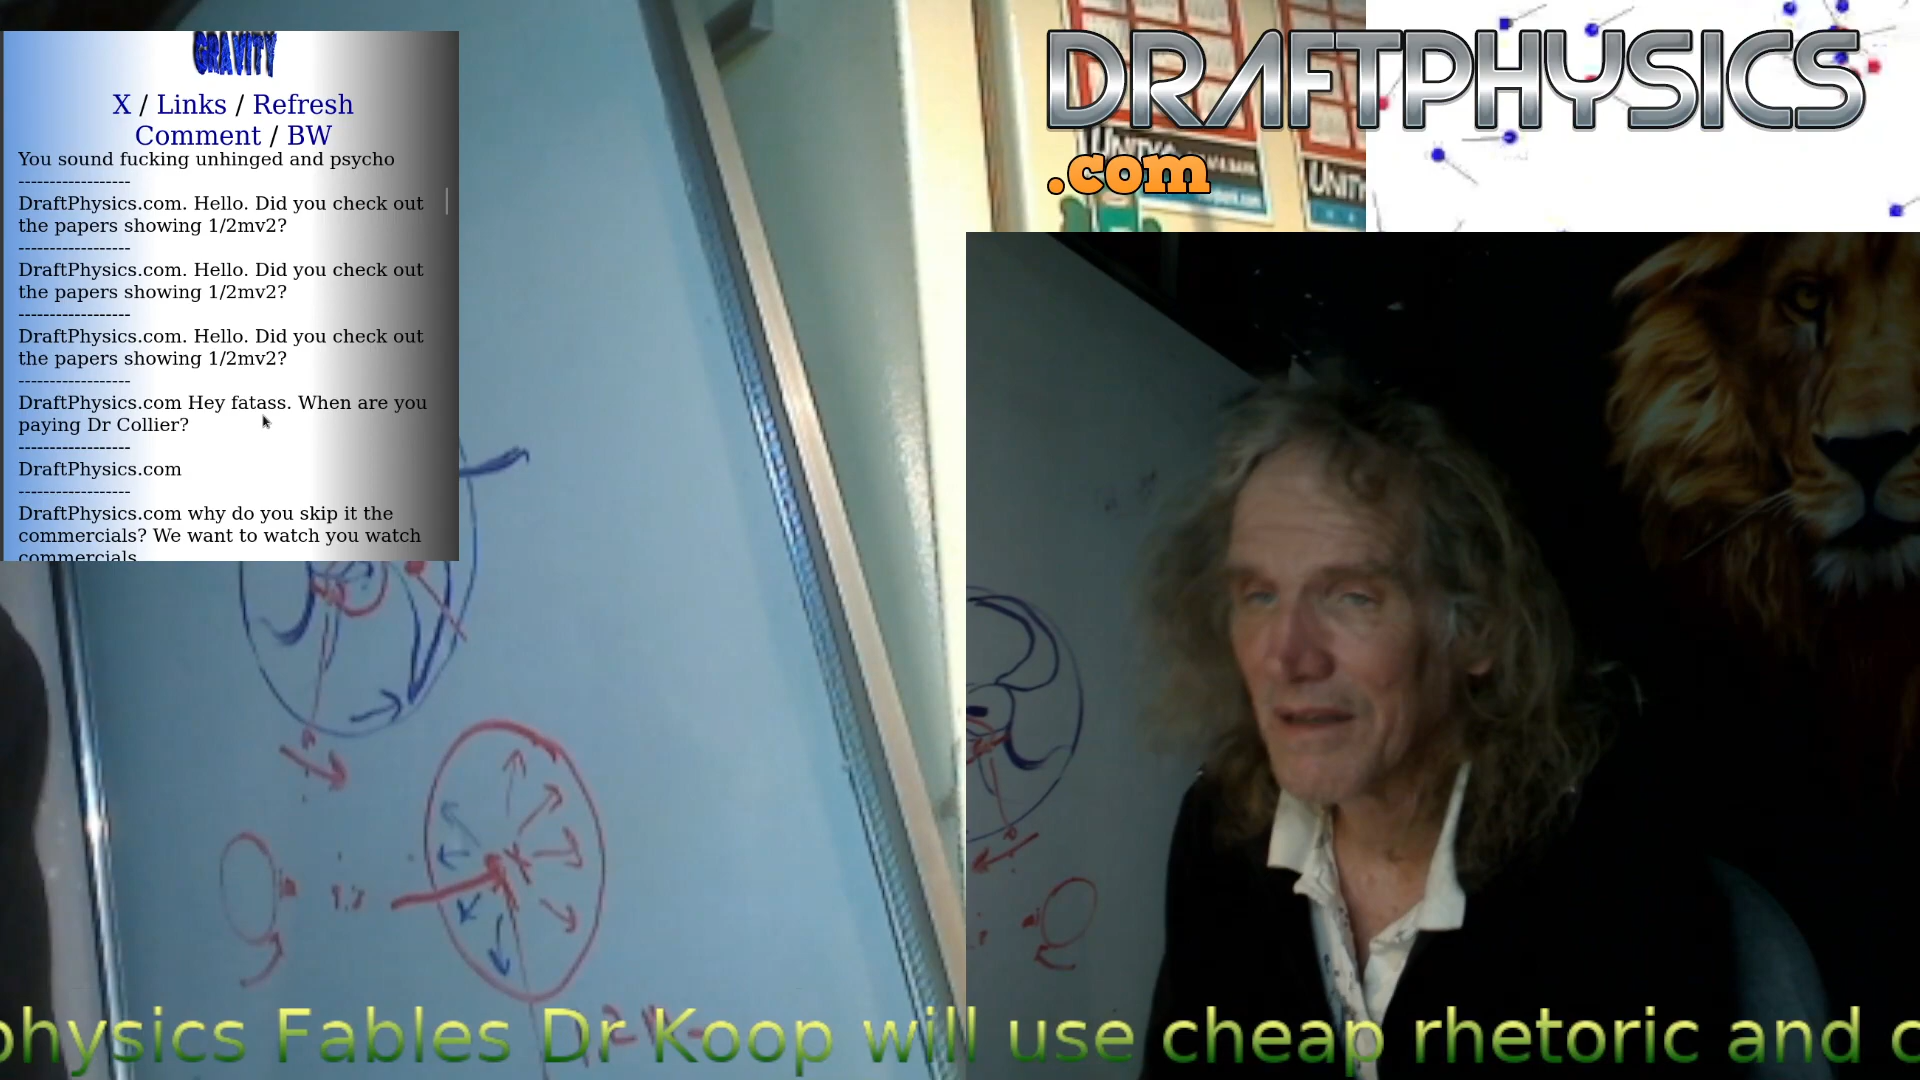 GRAVITY
X / Links / Refresh
Comment / BW
You sound fucking unhinged and psycho
------------------
DraftPhysics.com. Hello. Did you check out
the papers showing 1/2mv2?
------------------
DraftPhysics.com. Hello. Did you check out
the papers showing 1/2mv2?
------------------
DraftPhysics.com. Hello. Did you check out
the papers showing 1/2mv2?
------------------
DraftPhysics.com Hey fatass. When are you
paying Dr Collier?
------------------
DraftPhysics.com
------------------
DraftPhysics.com why do you skip it the
commercials? We want to watch you watch
commercials
DRAFTPHYSICS
.com
UNITY
UNITY
physics Fables Dr Koop will use cheap rhetoric and